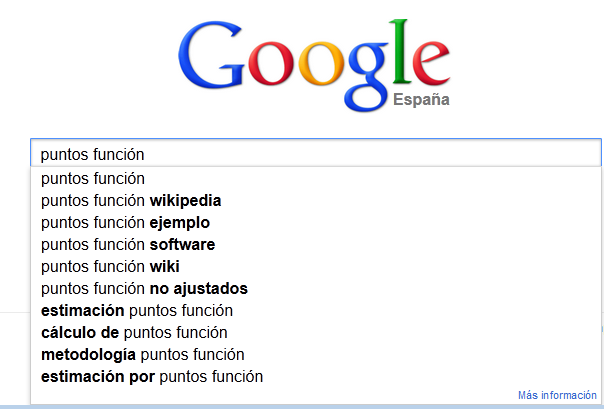 Google
España
puntos función
puntos función
puntos función wikipedia
puntos función ejemplo
puntos función software
puntos función wiki
puntos función no ajustados
estimación puntos función
cálculo de puntos función
metodología puntos función
estimación por puntos función
Más información